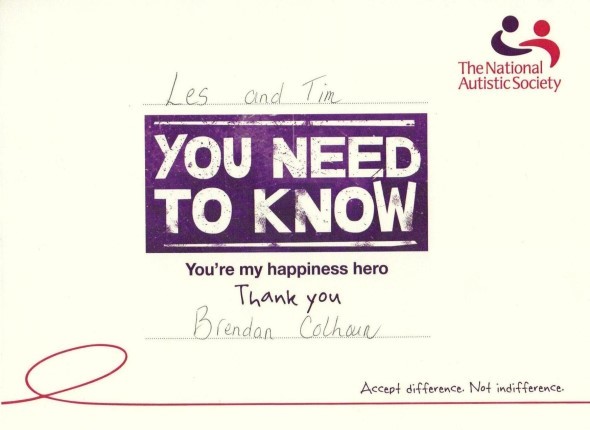 The National
Autistic Society
Les and Tim
YOU NEED
TO KNOW
You're my happiness hero
Thank you
Brendan Colhoun
Accept difference. Not indifference.